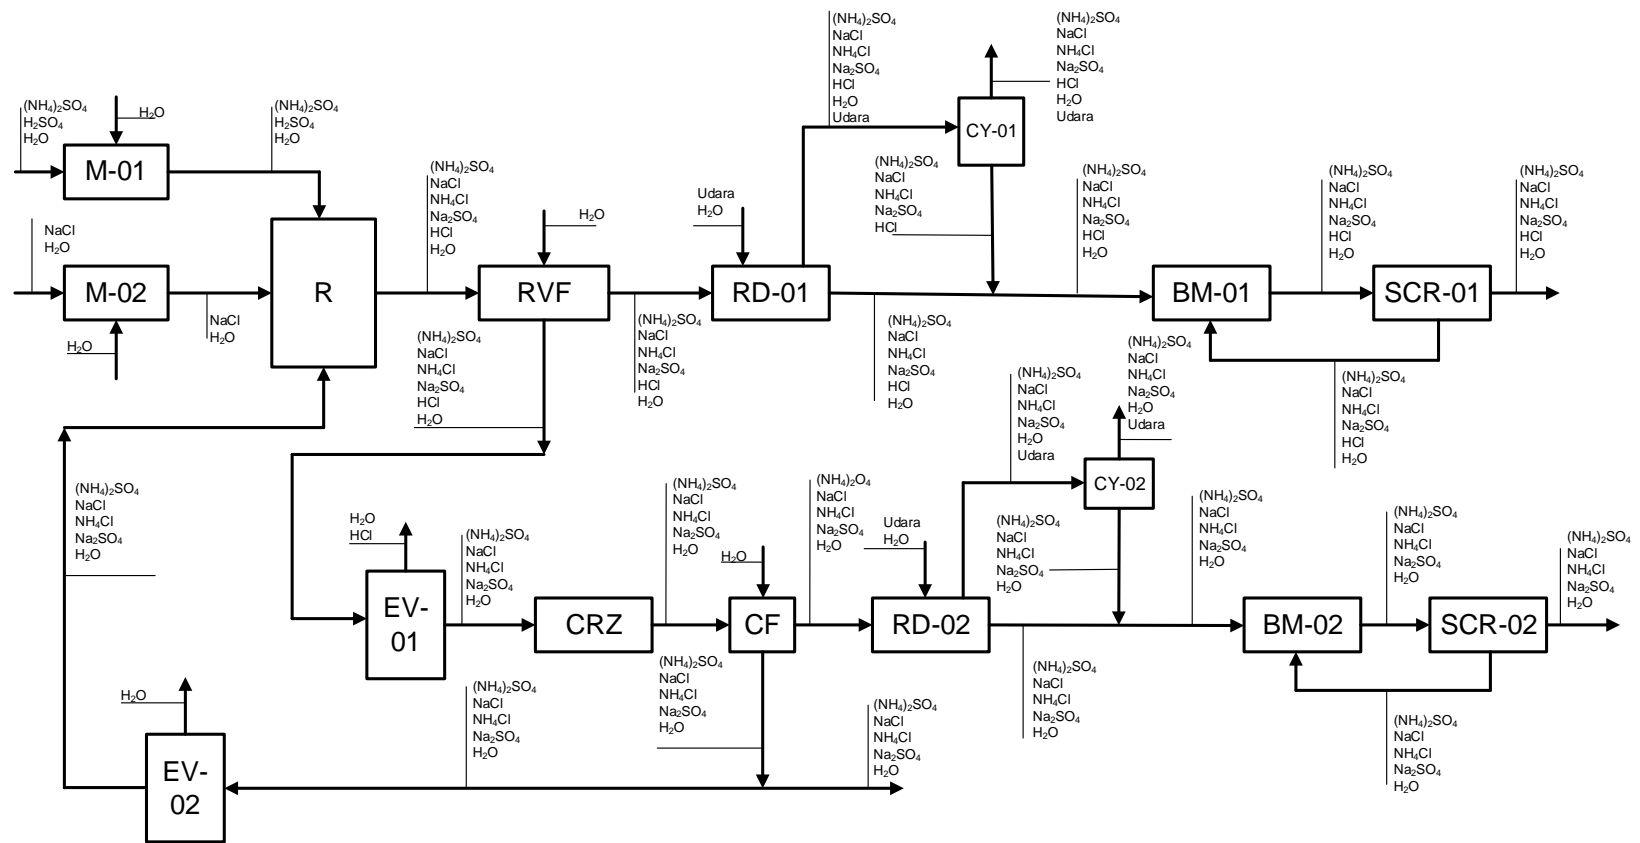 (NH₄)₂SO₄
H₂SO₄
H₂O
H₂O
(NH₄)₂SO₄
H₂SO₄
H₂O
M-01
NaCl
H₂O
M-02
H₂O
NaCl
H₂O
R
(NH₄)₂SO₄
NaCl
NH₄Cl
Na₂SO₄
HCl
H₂O
H₂O
RVF
(NH₄)₂SO₄
NaCl
NH₄Cl
Na₂SO₄
HCl
H₂O
(NH₄)₂SO₄
NaCl
NH₄Cl
Na₂SO₄
HCl
H₂O
Udara
H₂O
RD-01
(NH₄)₂SO₄
NaCl
NH₄Cl
Na₂SO₄
HCl
H₂O
Udara
CY-01
(NH₄)₂SO₄
NaCl
NH₄Cl
Na₂SO₄
HCl
H₂O
Udara
(NH₄)₂SO₄
NaCl
NH₄Cl
Na₂SO₄
HCl
(NH₄)₂SO₄
NaCl
NH₄Cl
Na₂SO₄
HCl
H₂O
(NH₄)₂SO₄
NaCl
NH₄Cl
Na₂SO₄
HCl
H₂O
BM-01
(NH₄)₂SO₄
NaCl
NH₄Cl
Na₂SO₄
HCl
H₂O
SCR-01
(NH₄)₂SO₄
NaCl
NH₄Cl
Na₂SO₄
HCl
H₂O
(NH₄)₂SO₄
NaCl
NH₄Cl
Na₂SO₄
HCl
H₂O
(NH₄)₂SO₄
NaCl
NH₄Cl
Na₂SO₄
H₂O
H₂O
HCl
EV-
01
(NH₄)₂SO₄
NaCl
NH₄Cl
Na₂SO₄
H₂O
CRZ
(NH₄)₂SO₄
NaCl
NH₄Cl
Na₂SO₄
H₂O
H₂O
CF
(NH₄)₂O₄
NaCl
NH₄Cl
Na₂SO₄
H₂O
Udara
H₂O
RD-02
(NH₄)₂SO₄
NaCl
NH₄Cl
Na₂SO₄
H₂O
Udara
CY-02
(NH₄)₂SO₄
NaCl
NH₄Cl
Na₂SO₄
H₂O
Udara
(NH₄)₂SO₄
NaCl
NH₄Cl
Na₂SO₄
H₂O
(NH₄)₂SO₄
NaCl
NH₄Cl
Na₂SO₄
H₂O
(NH₄)₂SO₄
NaCl
NH₄Cl
Na₂SO₄
H₂O
BM-02
(NH₄)₂SO₄
NaCl
NH₄Cl
Na₂SO₄
H₂O
SCR-02
(NH₄)₂SO₄
NaCl
NH₄Cl
Na₂SO₄
H₂O
(NH₄)₂SO₄
NaCl
NH₄Cl
Na₂SO₄
H₂O
H₂O
EV-
02
(NH₄)₂SO₄
NaCl
NH₄Cl
Na₂SO₄
H₂O
(NH₄)₂SO₄
NaCl
NH₄Cl
Na₂SO₄
H₂O
(NH₄)₂SO₄
NaCl
NH₄Cl
Na₂SO₄
H₂O